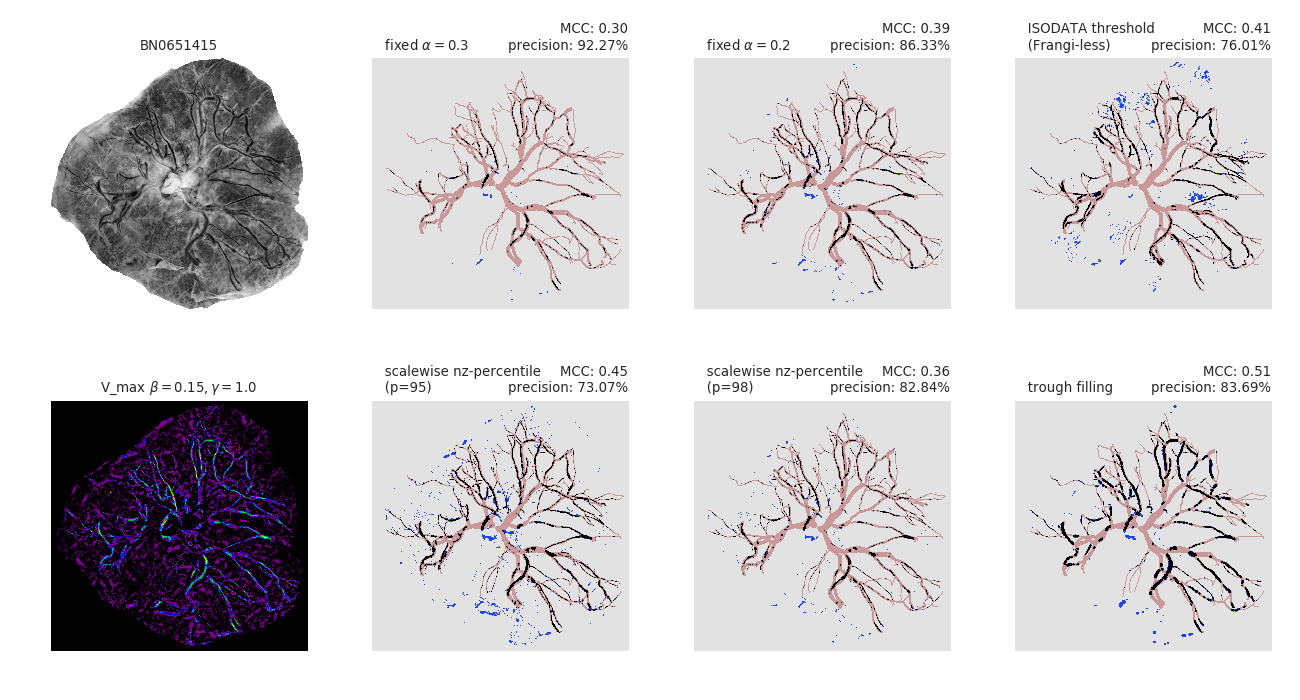 BN0651415
fixed α = 0.3
MCC: 0.30
precision: 92.27%
fixed α = 0.2
MCC: 0.39
precision: 86.33%
ISODATA threshold
(Frangi-less)
MCC: 0.41
precision: 76.01%
V_max β = 0.15, γ = 1.0
scalewise nz-percentile
(p=95)
MCC: 0.45
precision: 73.07%
scalewise nz-percentile
(p=98)
MCC: 0.36
precision: 82.84%
trough filling
MCC: 0.51
precision: 83.69%